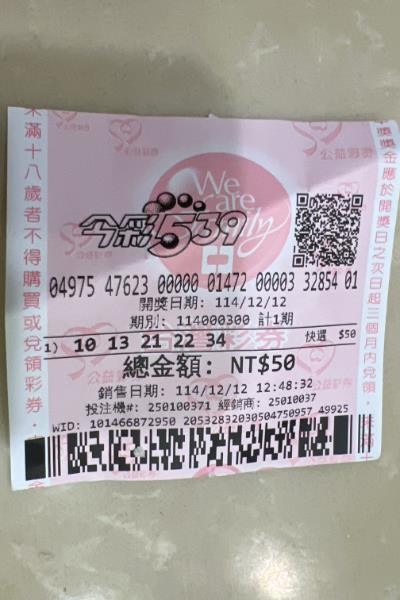 公益彩券
We
Care
今彩539
04975 47623 00000 01472 00003 32854 01
開獎日期: 114/12/12
期別: 114000300 計1期
1) 10 13 21 22 34 快選 $50
總金額: NT$50
銷售日期: 114/12/12 12:48:32
投注機#: 250100371 經銷商: 25010037
WID: 101466872950 20532832030504750957 49925
未滿十八歲者不得購買或兌領彩券
獎金應於開獎日之次日起三個月內兌領